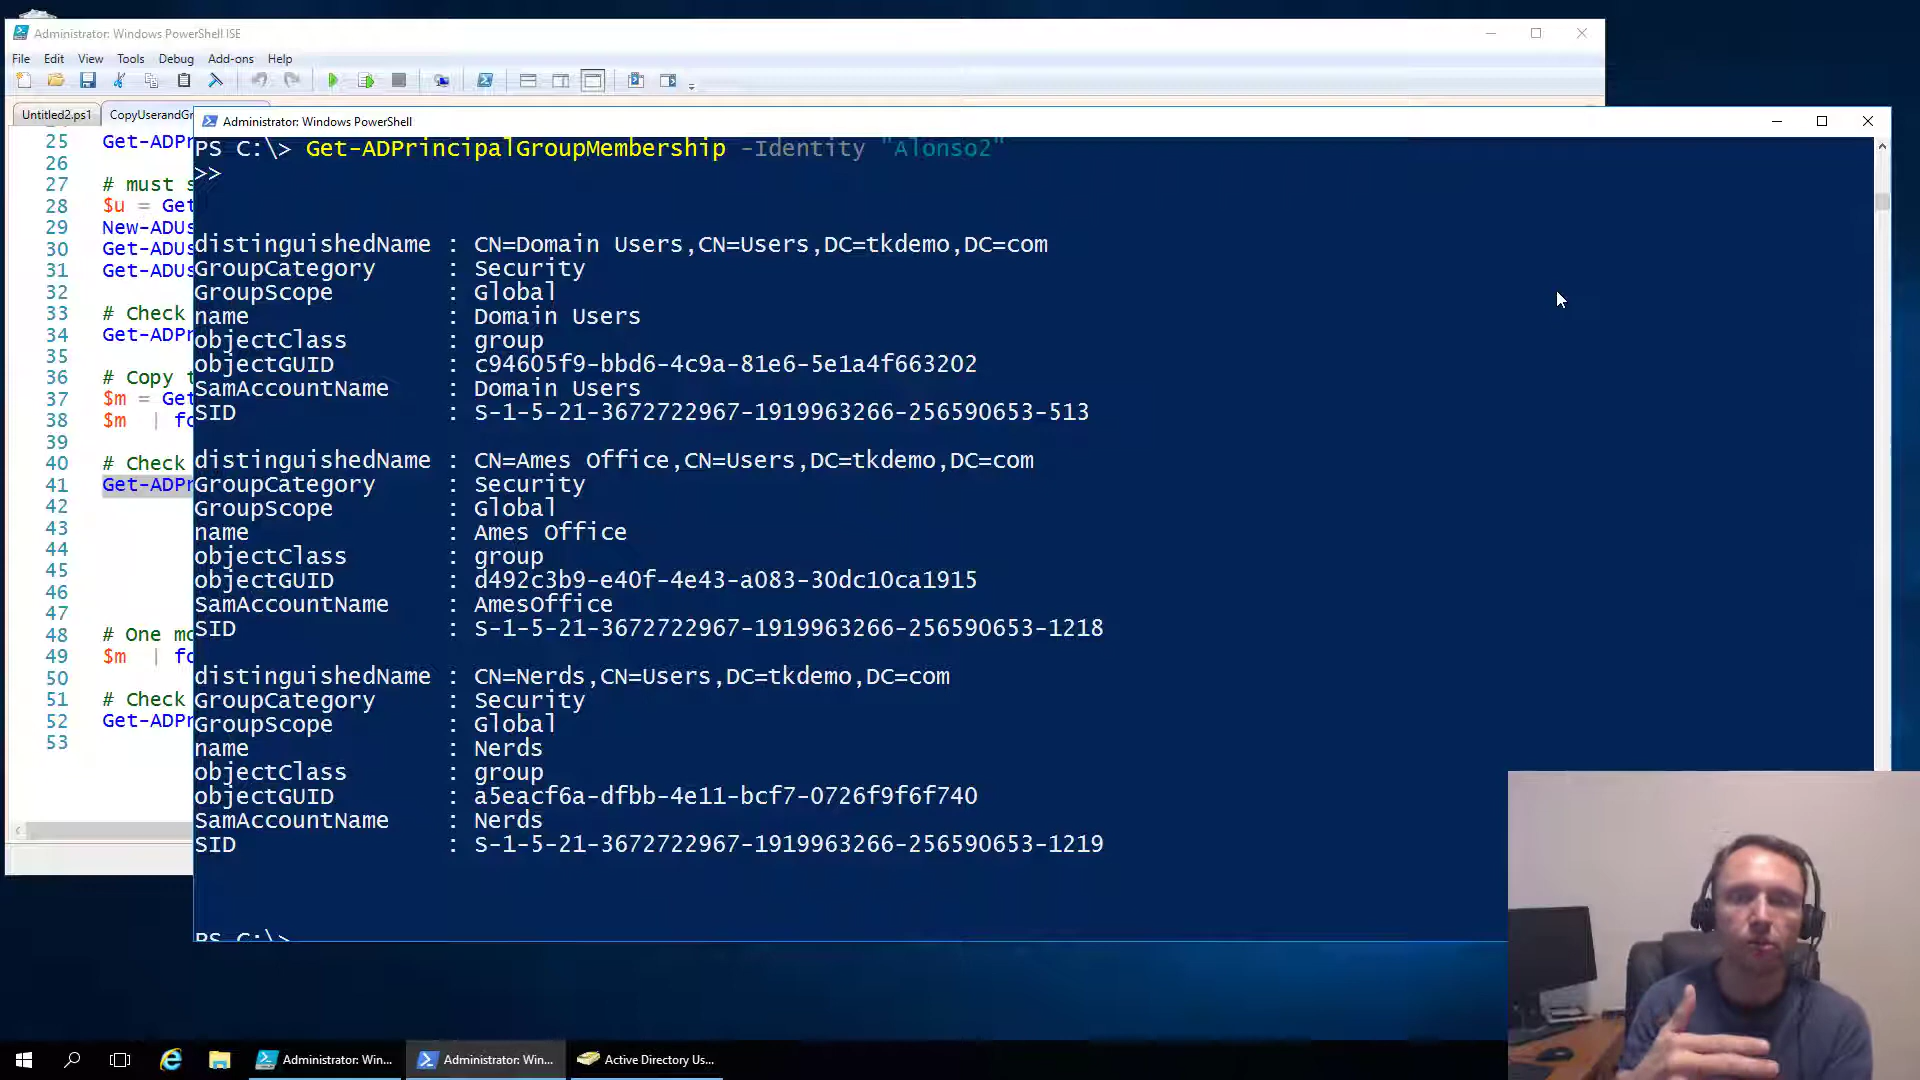 Administrator: Windows PowerShell ISE
File Edit View Tools Debug Add-ons Help
Untitled2.ps1 CopyUserandGr
Administrator: Windows PowerShell
25 Get-ADPr
26
27 # must s
28 $u = Get
29 New-ADUs
30 Get-ADUs
31 Get-ADUs
32
33 # Check
34 Get-ADPr
35
36 # Copy t
37 $m = Get
38 $m | fo
39
40 # Check
41 Get-ADPr
42
43
44
45
46
47
48 # One mo
49 $m | fo
50
51 # Check
52 Get-ADPr
53
PS C:\> Get-ADPrincipalGroupMembership -Identity "Alonso2"
>>
distinguishedName : CN=Domain Users,CN=Users,DC=tkdemo,DC=com
GroupCategory : Security
GroupScope : Global
name : Domain Users
objectClass : group
objectGUID : c94605f9-bbd6-4c9a-81e6-5e1a4f663202
SamAccountName : Domain Users
SID : S-1-5-21-3672722967-1919963266-256590653-513
distinguishedName : CN=Ames Office,CN=Users,DC=tkdemo,DC=com
GroupCategory : Security
GroupScope : Global
name : Ames Office
objectClass : group
objectGUID : d492c3b9-e40f-4e43-a083-30dc10ca1915
SamAccountName : AmesOffice
SID : S-1-5-21-3672722967-1919963266-256590653-1218
distinguishedName : CN=Nerds,CN=Users,DC=tkdemo,DC=com
GroupCategory : Security
GroupScope : Global
name : Nerds
objectClass : group
objectGUID : a5eacf6a-dfbb-4e11-bcf7-0726f9f6f740
SamAccountName : Nerds
SID : S-1-5-21-3672722967-1919963266-256590653-1219
PS C:\>
Administrator: Win... Administrator: Win... Active Directory Us...